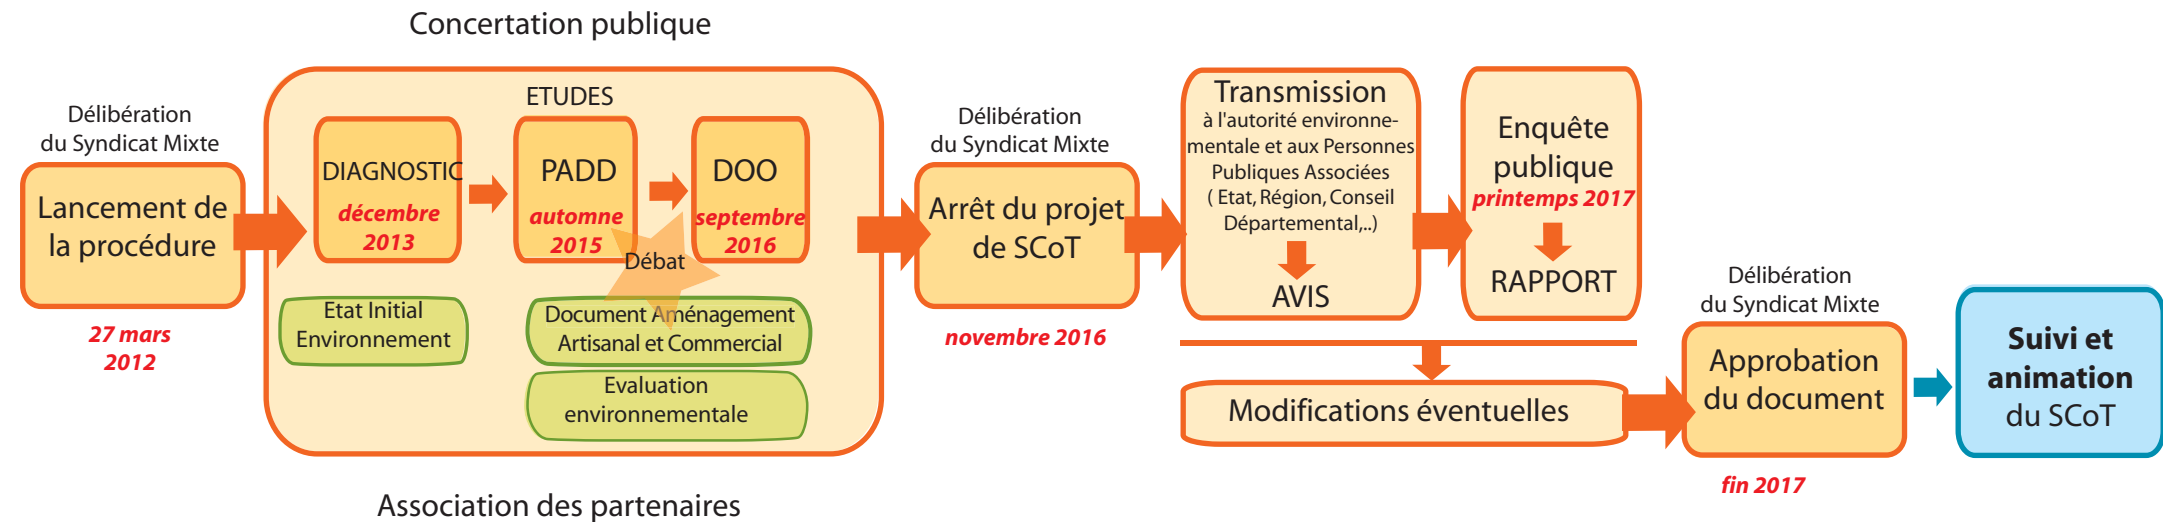 Concertation publique
Délibération
du Syndicat Mixte
Lancement de
la procédure
27 mars
2012
ETUDES
DIAGNOSTIC
décembre
2013
PADD
automne
2015
DOO
septembre
2016
Débat
Etat Initial
Environnement
Document Aménagement
Artisanal et Commercial
Evaluation
environnementale
Association des partenaires
Délibération
du Syndicat Mixte
Arrêt du projet
de SCoT
novembre 2016
Transmission
à l'autorité environne-
mentale et aux Personnes
Publiques Associées
( Etat, Région, Conseil
Départemental,..)
AVIS
Enquête
publique
printemps 2017
RAPPORT
Modifications éventuelles
Délibération
du Syndicat Mixte
Approbation
du document
fin 2017
Suivi et
animation
du SCoT